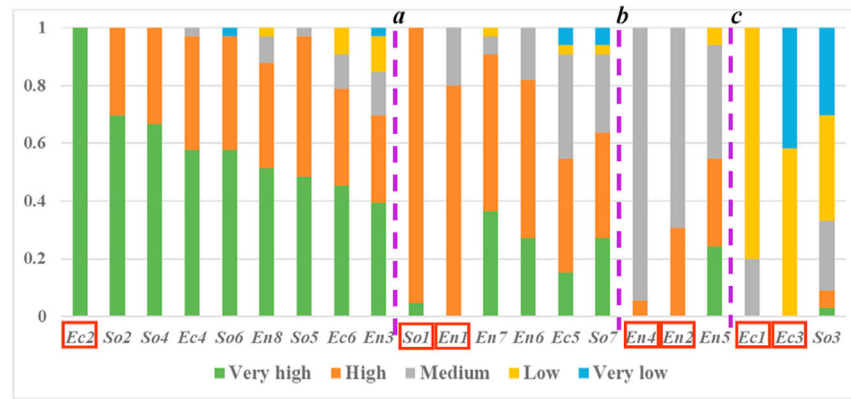 a b c
1
0.8
0.6
0.4
0.2
0
Ec2 So2 So4 Ec4 So6 En8 So5 Ec6 En3 So1 En1 En7 En6 Ec5 So7 En4 En2 En5 Ec1 Ec3 So3
Very high High Medium Low Very low